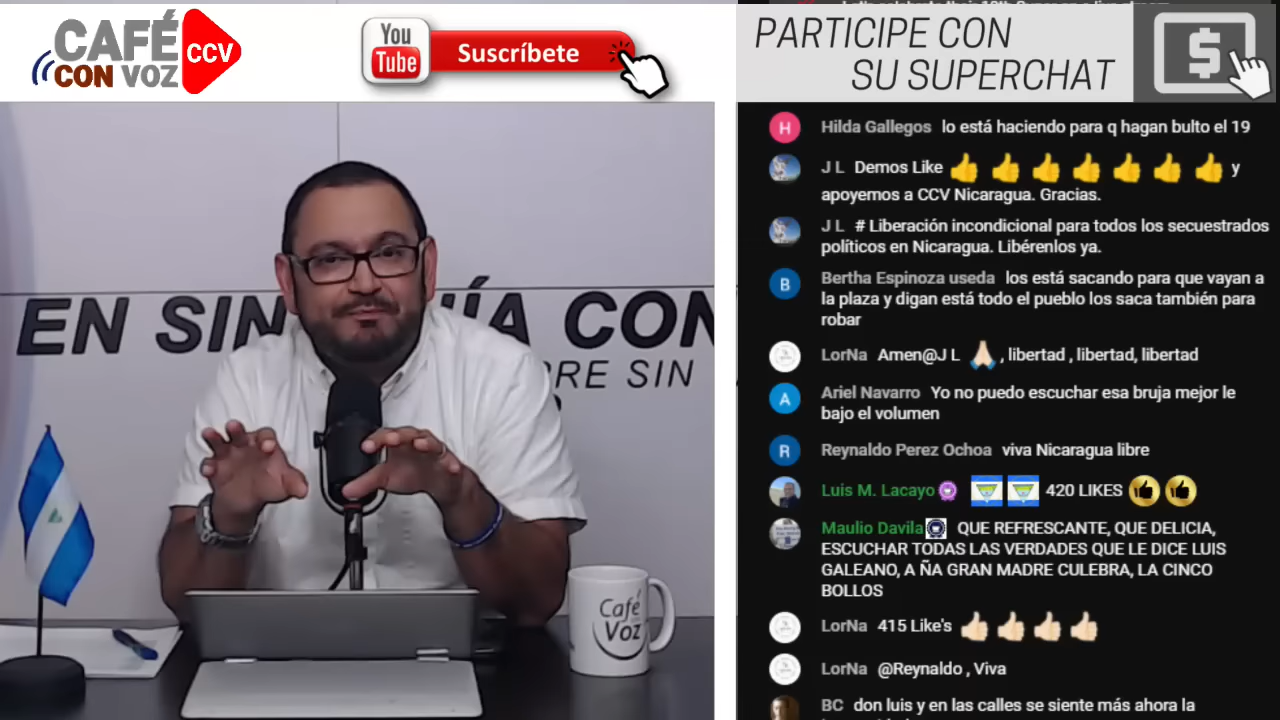 CAFÉ
CON VOZ
CCV
You
Tube
Suscríbete
PARTICIPE CON
SU SUPERCHAT
$
EN SIN
ÍA CON
RE SIN
Café
Voz
H
Hilda Gallegos lo está haciendo para q hagan bulto el 19
J L Demos Like 👍 👍 👍 👍 👍 👍 👍 y
apoyemos a CCV Nicaragua. Gracias.
J L # Liberación incondicional para todos los secuestrados
políticos en Nicaragua. Libérenlos ya.
B
Bertha Espinoza useda los está sacando para que vayan a
la plaza y digan está todo el pueblo los saca también para
robar
LorNa Amen@J L 🙏🏻 , libertad , libertad, libertad
A
Ariel Navarro Yo no puedo escuchar esa bruja mejor le
bajo el volumen
R
Reynaldo Perez Ochoa viva Nicaragua libre
Luis M. Lacayo 420 LIKES
Maulio Davila QUE REFRESCANTE, QUE DELICIA,
ESCUCHAR TODAS LAS VERDADES QUE LE DICE LUIS
GALEANO, A ÑA GRAN MADRE CULEBRA, LA CINCO
BOLLOS
LorNa 415 Like's 👍🏻 👍🏻 👍🏻 👍🏻
LorNa @Reynaldo , Viva
BC don luis y en las calles se siente más ahora la